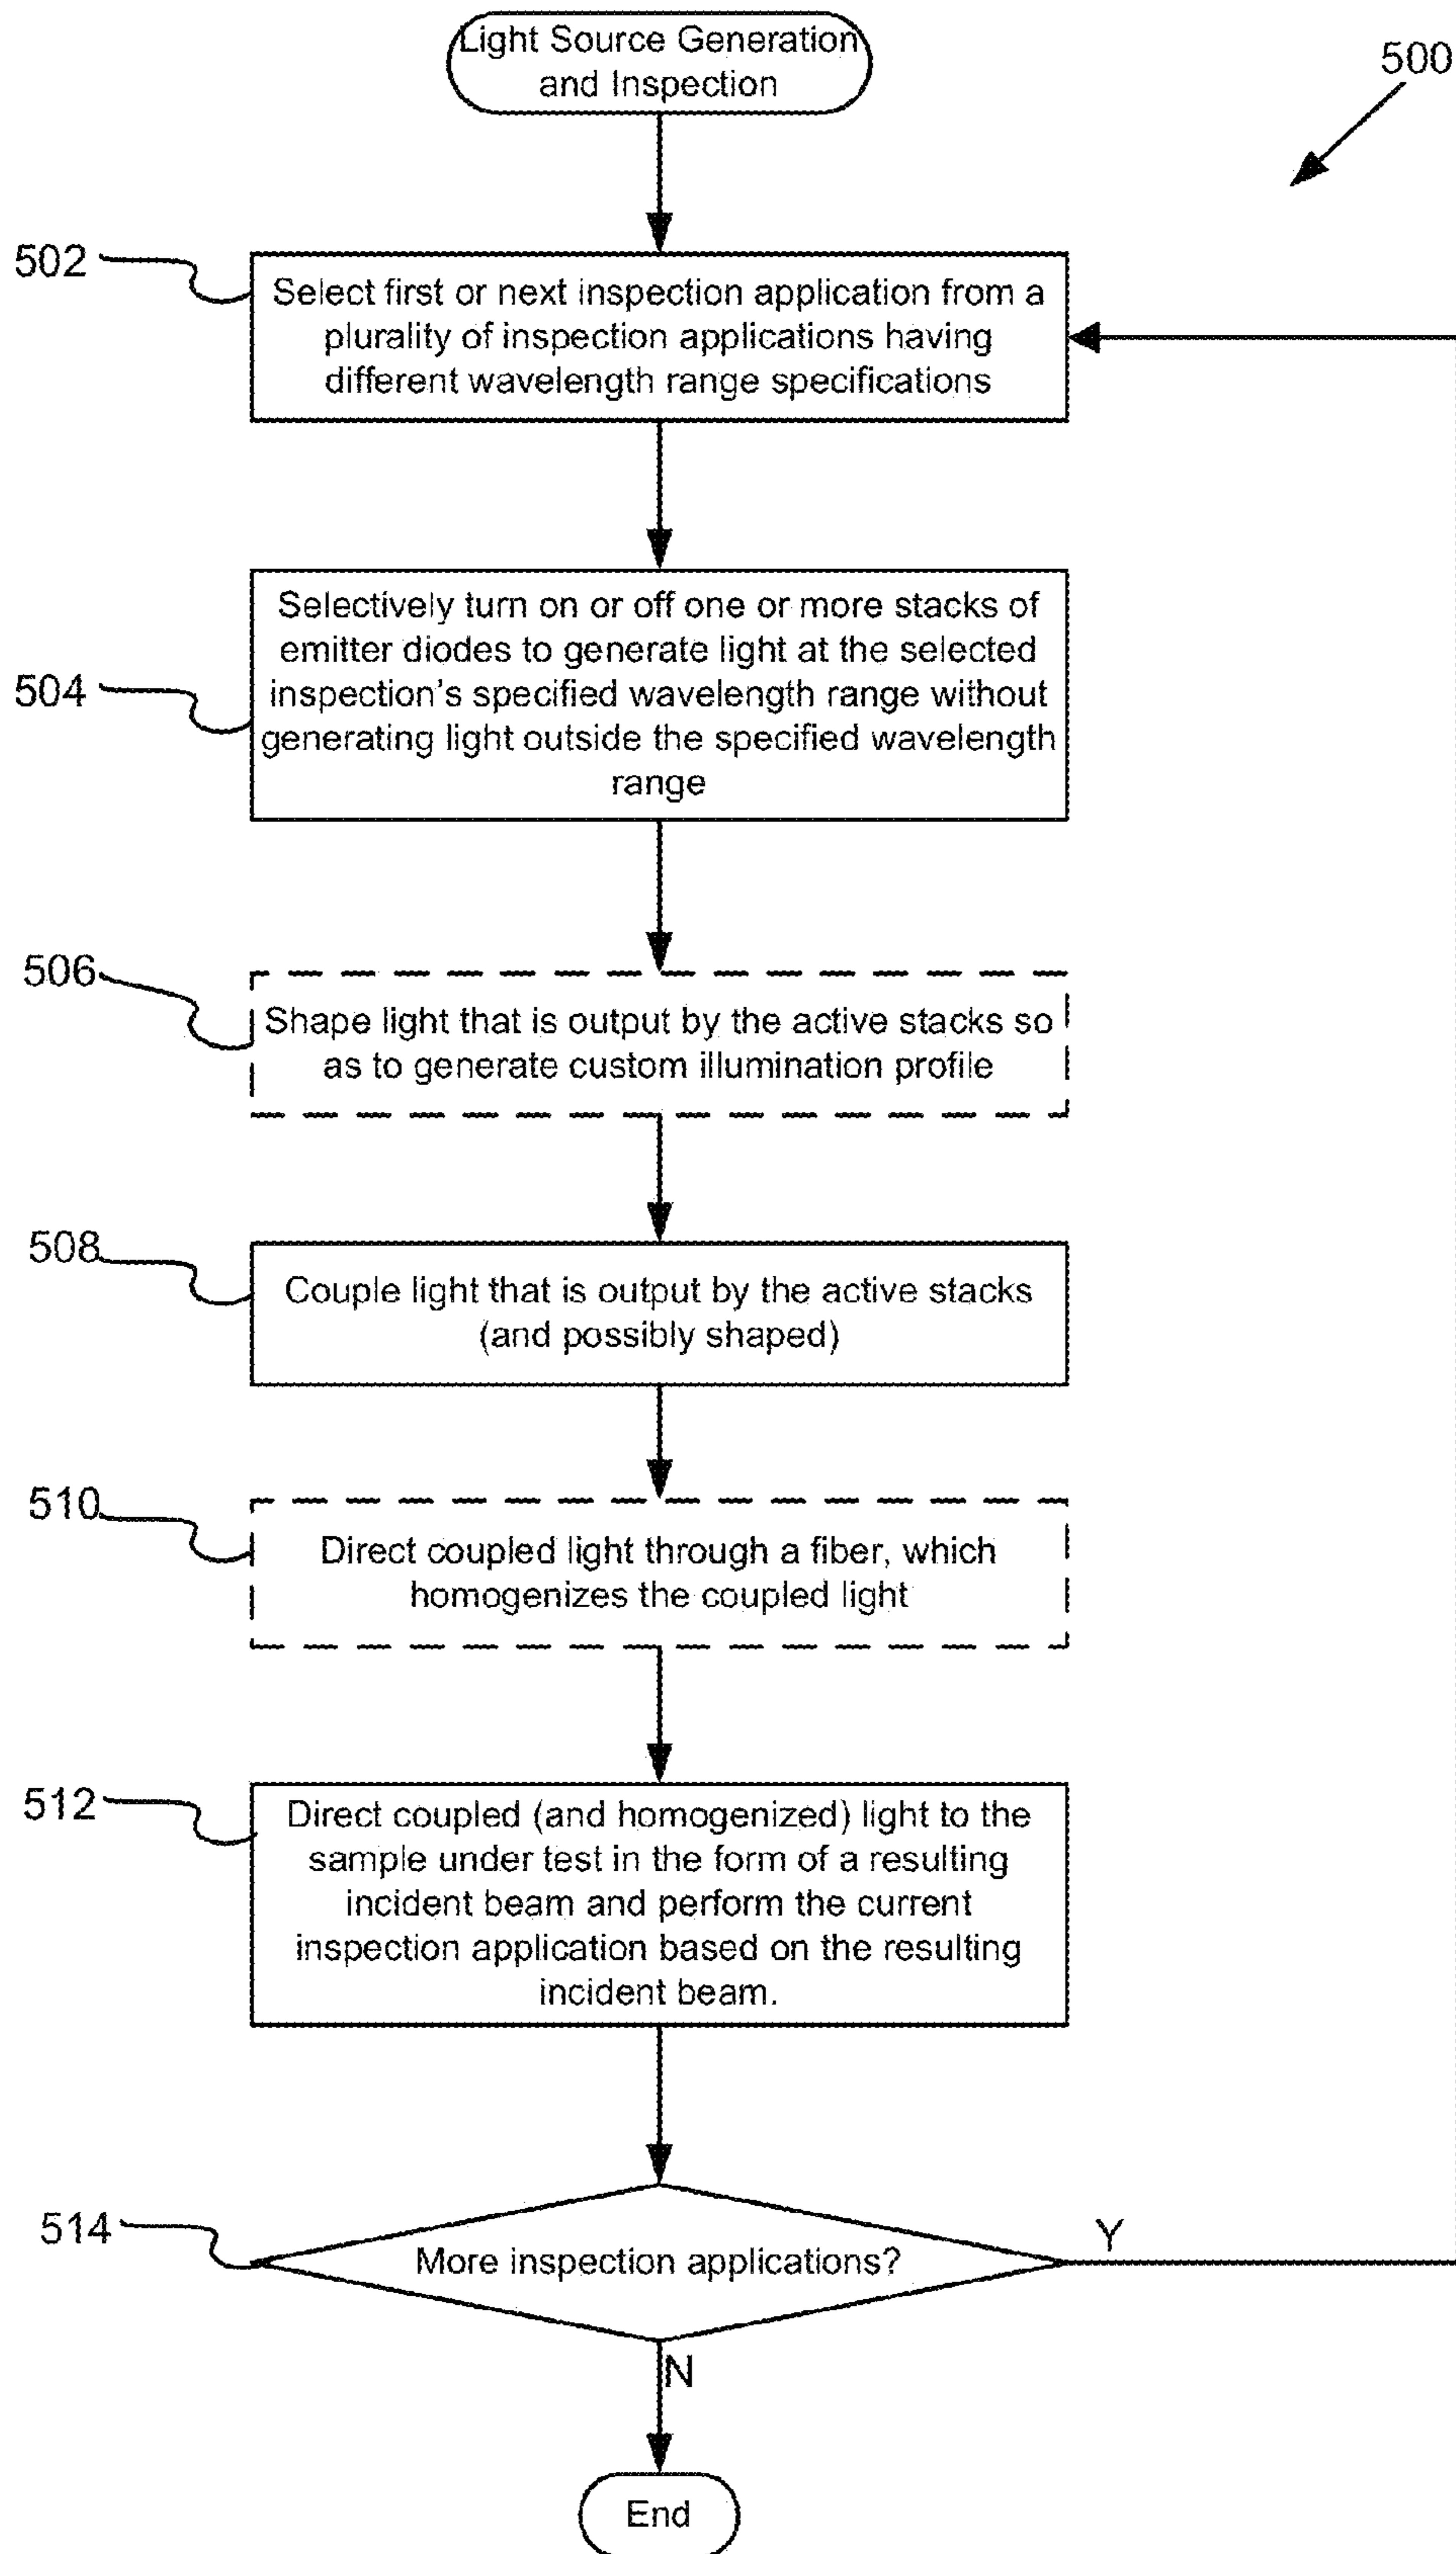 Light Source Generation
and Inspection
500
502
Select first or next inspection application from a
plurality of inspection applications having
different wavelength range specifications
504
Selectively turn on or off one or more stacks of
emitter diodes to generate light at the selected
inspection's specified wavelength range without
generating light outside the specified wavelength
range
506
Shape light that is output by the active stacks so
as to generate custom illumination profile
508
Couple light that is output by the active stacks
(and possibly shaped)
510
Direct coupled light through a fiber, which
homogenizes the coupled light
512
Direct coupled (and homogenized) light to the
sample under test in the form of a resulting
incident beam and perform the current
inspection application based on the resulting
incident beam.
514
More inspection applications?
Y
N
End